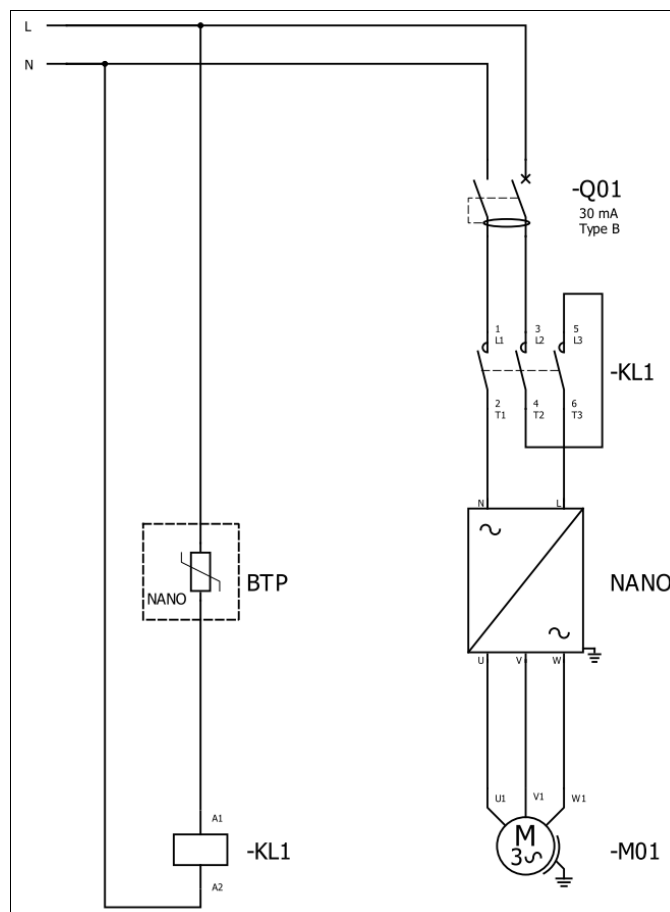 L
N
-Q01
30 mA
Type B
1
L1
3
L2
5
L3
-KL1
2
T1
4
T2
6
T3
N
L
BTP
NANO
NANO
U
V
W
A1
-KL1
A2
U1
V1
W1
M
3
-M01